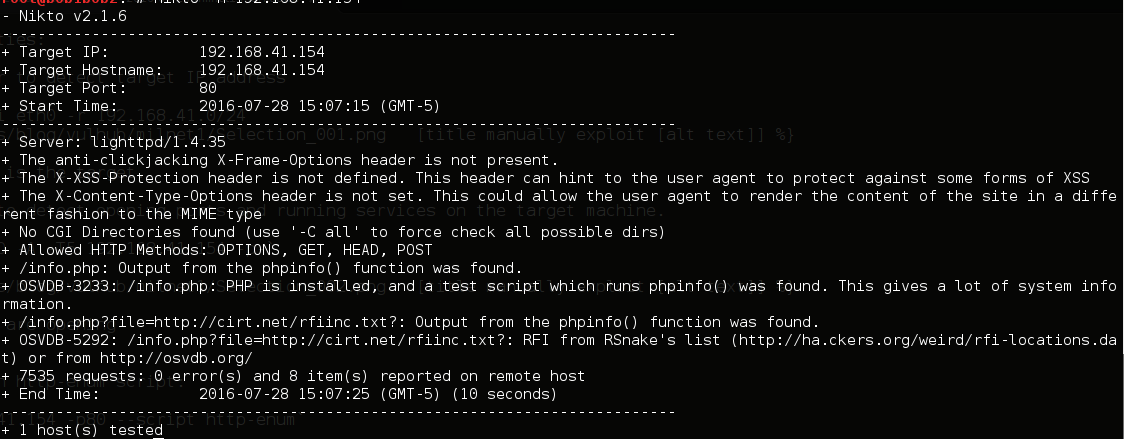 - Nikto v2.1.6
---------------------------------------------------------------------------
+ Target IP:          192.168.41.154
+ Target Hostname:    192.168.41.154
+ Target Port:        80
+ Start Time:         2016-07-28 15:07:15 (GMT-5)
---------------------------------------------------------------------------
+ Server: lighttpd/1.4.35
+ The anti-clickjacking X-Frame-Options header is not present.
+ The X-XSS-Protection header is not defined. This header can hint to the user agent to protect against some forms of XSS
+ The X-Content-Type-Options header is not set. This could allow the user agent to render the content of the site in a diffe
rent fashion to the MIME type
+ No CGI Directories found (use '-C all' to force check all possible dirs)
+ Allowed HTTP Methods: OPTIONS, GET, HEAD, POST
+ /info.php: Output from the phpinfo() function was found.
+ OSVDB-3233: /info.php: PHP is installed, and a test script which runs phpinfo() was found. This gives a lot of system info
rmation.
+ /info.php?file=http://cirt.net/rfiinc.txt?: Output from the phpinfo() function was found.
+ OSVDB-5292: /info.php?file=http://cirt.net/rfiinc.txt?: RFI from RSnake's list (http://ha.ckers.org/weird/rfi-locations.da
t) or from http://osvdb.org/
+ 7535 requests: 0 error(s) and 8 item(s) reported on remote host
+ End Time:           2016-07-28 15:07:25 (GMT-5) (10 seconds)
---------------------------------------------------------------------------
+ 1 host(s) tested